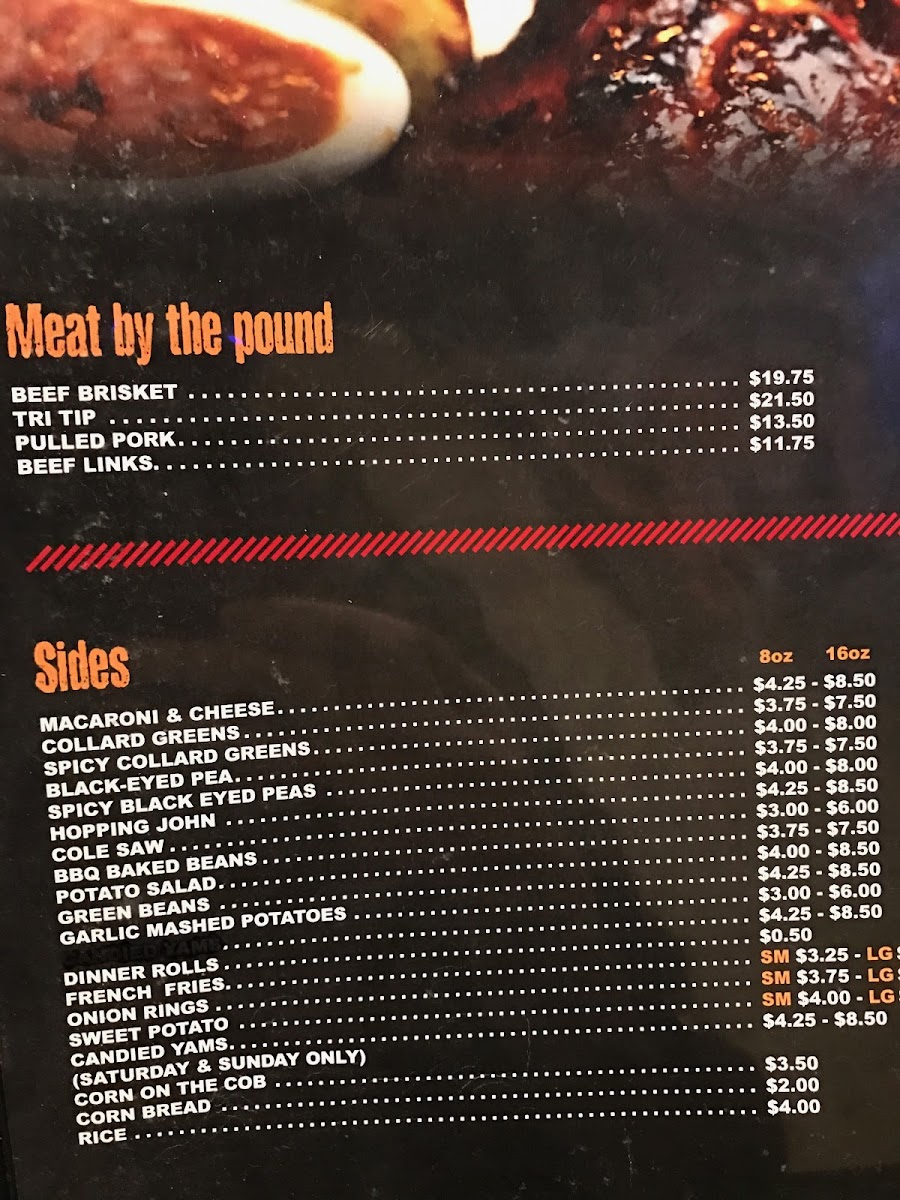 Meat by the pound
BEEF BRISKET $19.75
TRI TIP $21.50
PULLED PORK $13.50
BEEF LINKS $11.75
Sides 8oz 16oz
MACARONI & CHEESE $4.25 - $8.50
COLLARD GREENS $3.75 - $7.50
SPICY COLLARD GREENS $4.00 - $8.00
BLACK-EYED PEA $3.75 - $7.50
SPICY BLACK EYED PEAS $4.00 - $8.00
HOPPING JOHN $4.25 - $8.50
COLE SAW $3.00 - $6.00
BBQ BAKED BEANS $3.75 - $7.50
POTATO SALAD $4.00 - $8.50
GREEN BEANS $4.25 - $8.50
GARLIC MASHED POTATOES $3.00 - $6.00
$4.25 - $8.50
DINNER ROLLS $0.50
FRENCH FRIES SM $3.25 - LG
ONION RINGS SM $3.75 - LG
SWEET POTATO SM $4.00 - LG
CANDIED YAMS $4.25 - $8.50
(SATURDAY & SUNDAY ONLY)
CORN ON THE COB $3.50
CORN BREAD $2.00
RICE $4.00